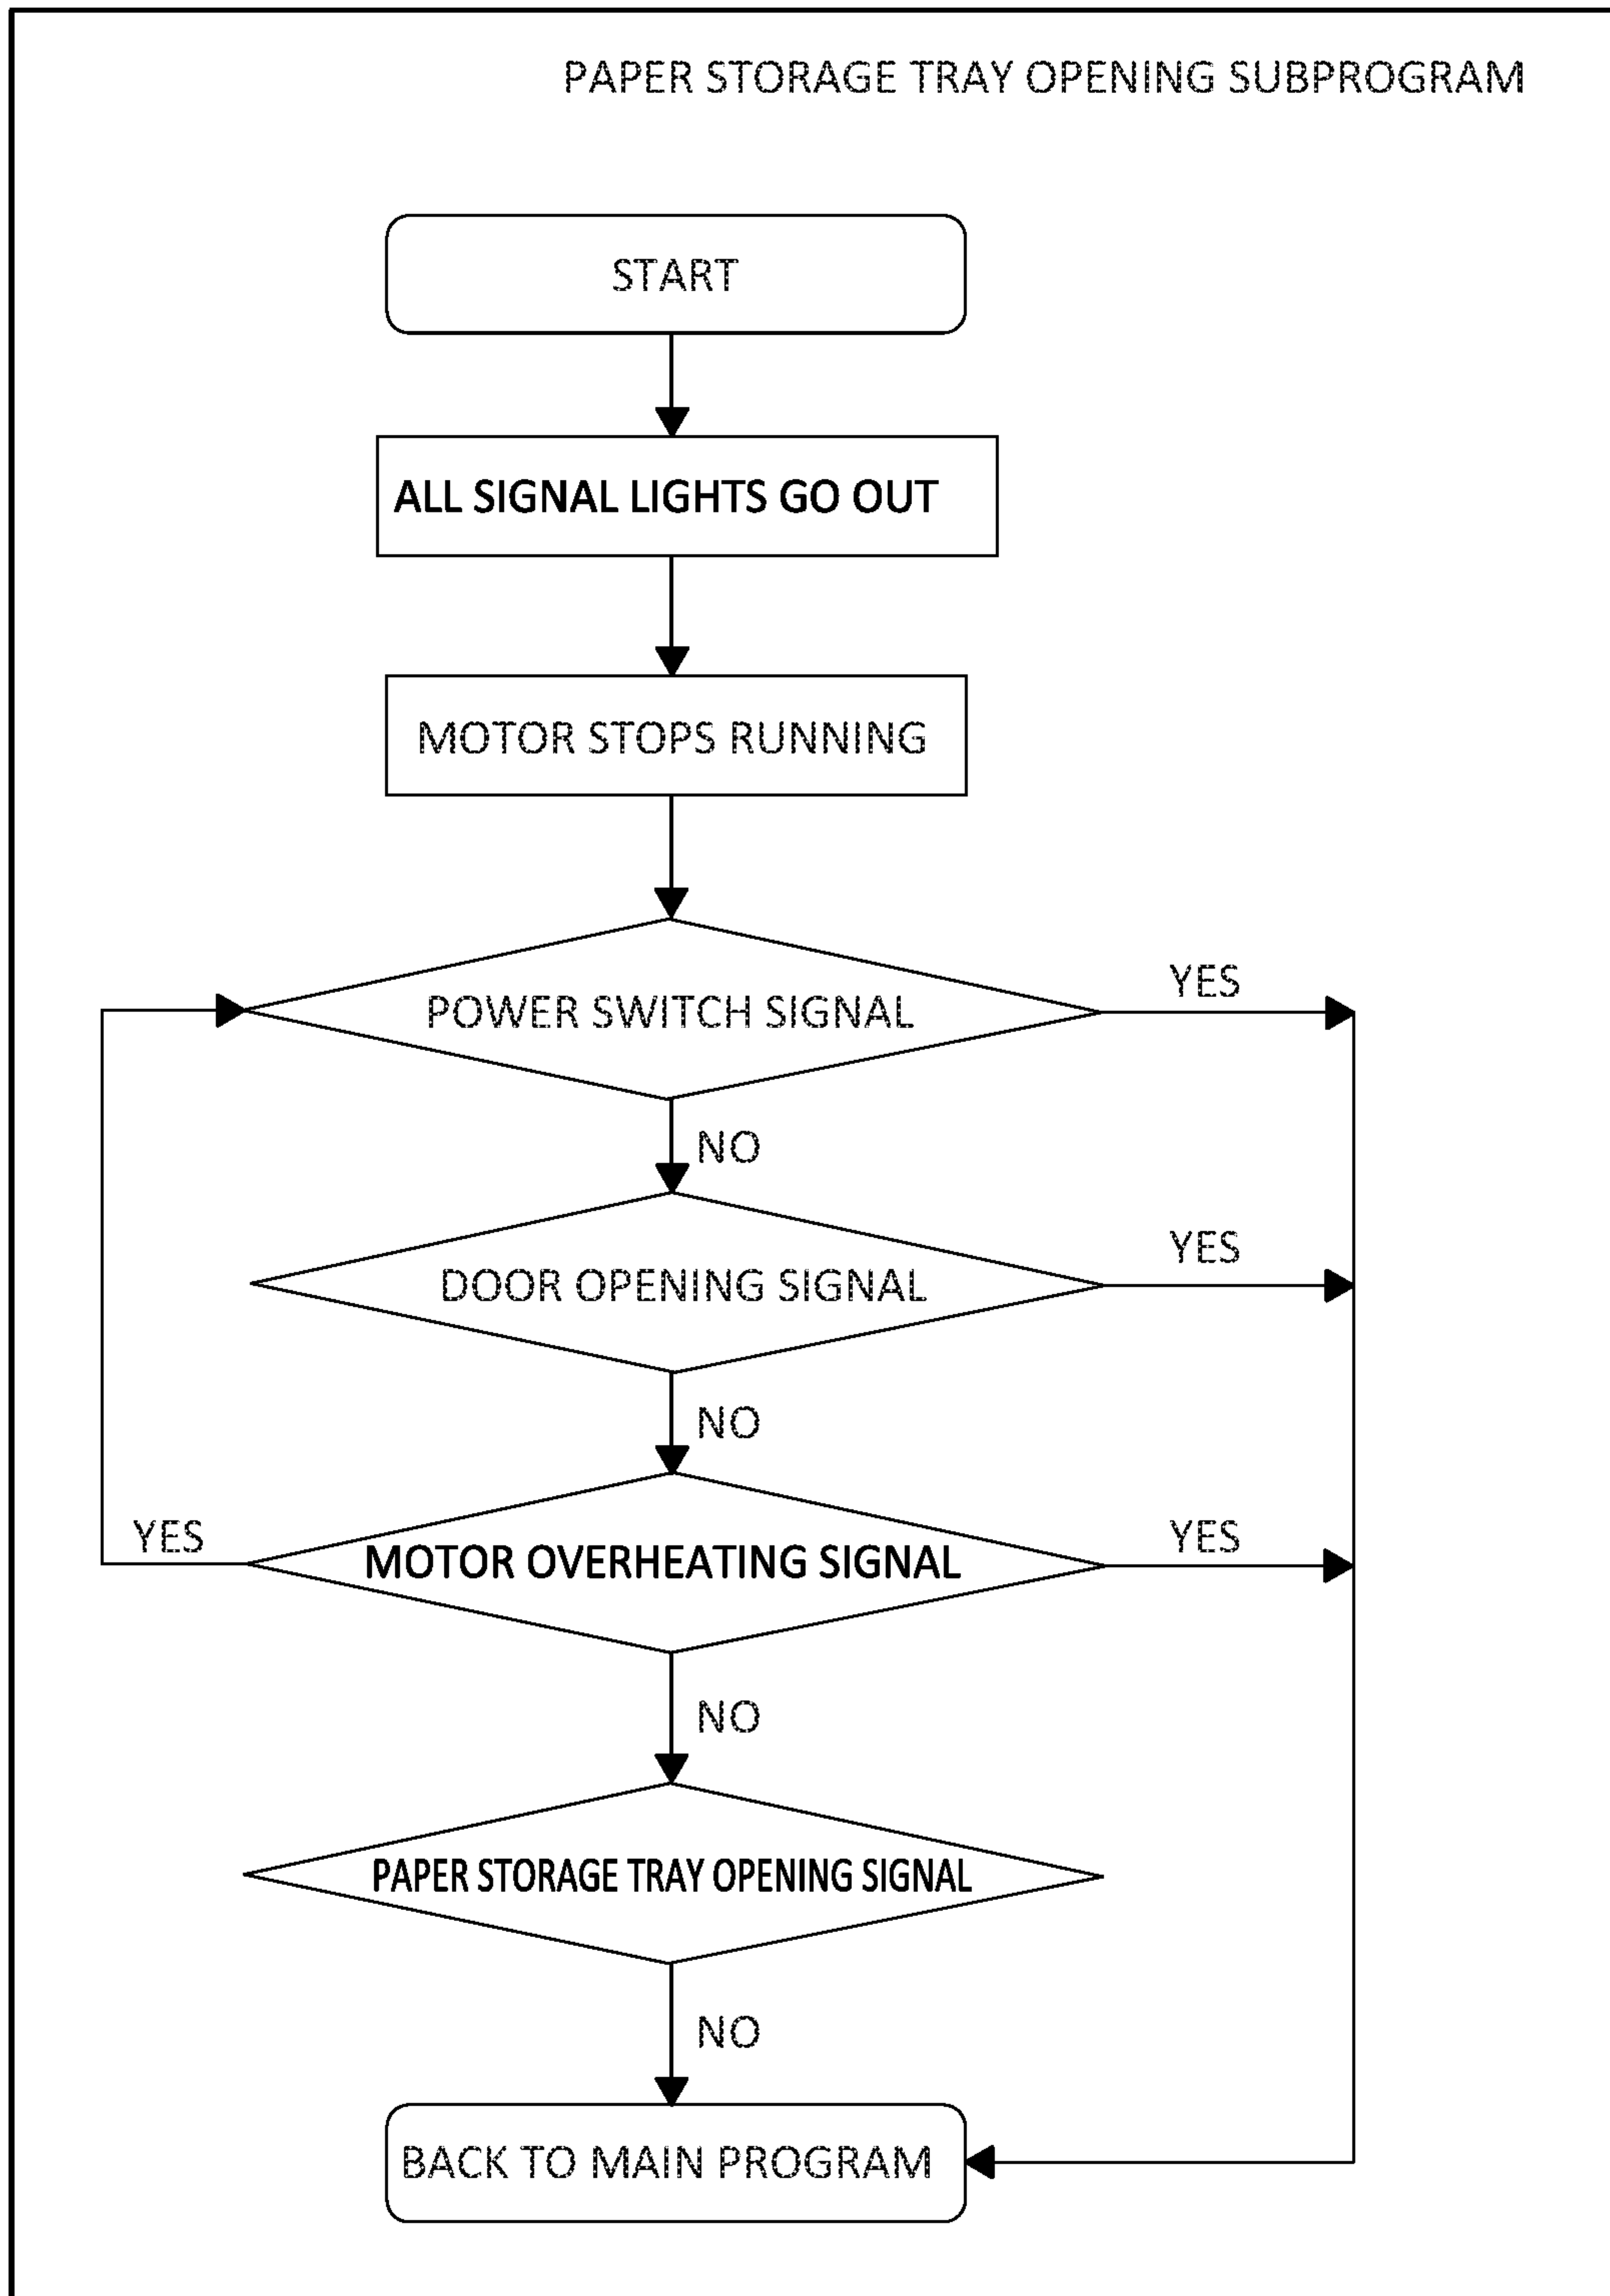 PAPER STORAGE TRAY OPENING SUBPROGRAM
START
ALL SIGNAL LIGHTS GO OUT
MOTOR STOPS RUNNING
POWER SWITCH SIGNAL
YES
NO
DOOR OPENING SIGNAL
YES
NO
YES
MOTOR OVERHEATING SIGNAL
YES
NO
PAPER STORAGE TRAY OPENING SIGNAL
NO
BACK TO MAIN PROGRAM